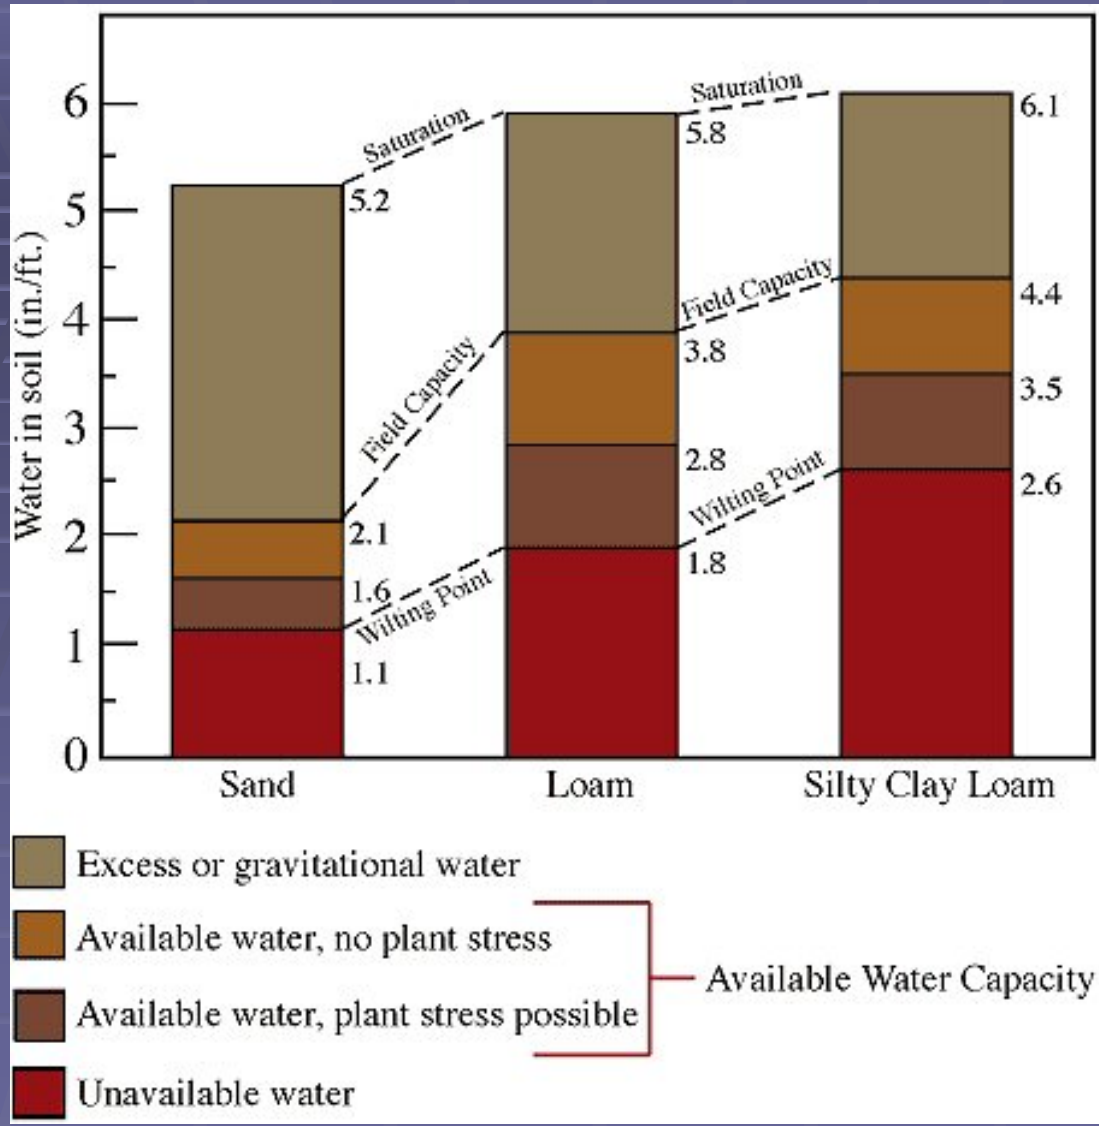 Water in soil (in./ft.)
6
5
4
3
2
1
0
Saturation
5.2
Field Capacity
2.1
1.6
Wilting Point
1.1
Saturation
5.8
Field Capacity
3.8
2.8
Wilting Point
1.8
6.1
4.4
3.5
2.6
Sand
Loam
Silty Clay Loam
Excess or gravitational water
Available water, no plant stress
Available water, plant stress possible
Available Water Capacity
Unavailable water